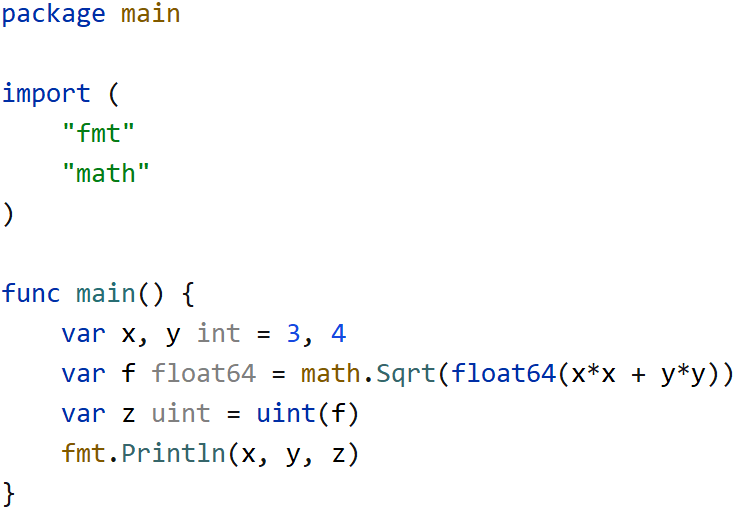 package main

import (
    "fmt"
    "math"
)

func main() {
    var x, y int = 3, 4
    var f float64 = math.Sqrt(float64(x*x + y*y))
    var z uint = uint(f)
    fmt.Println(x, y, z)
}